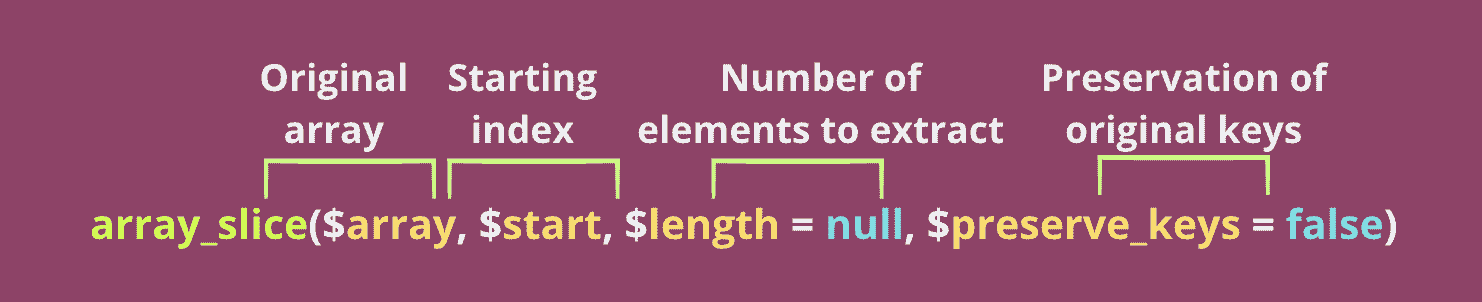 Original array
Starting index
Number of elements to extract
Preservation of original keys
array_slice($array, $start, $length = null, $preserve_keys = false)